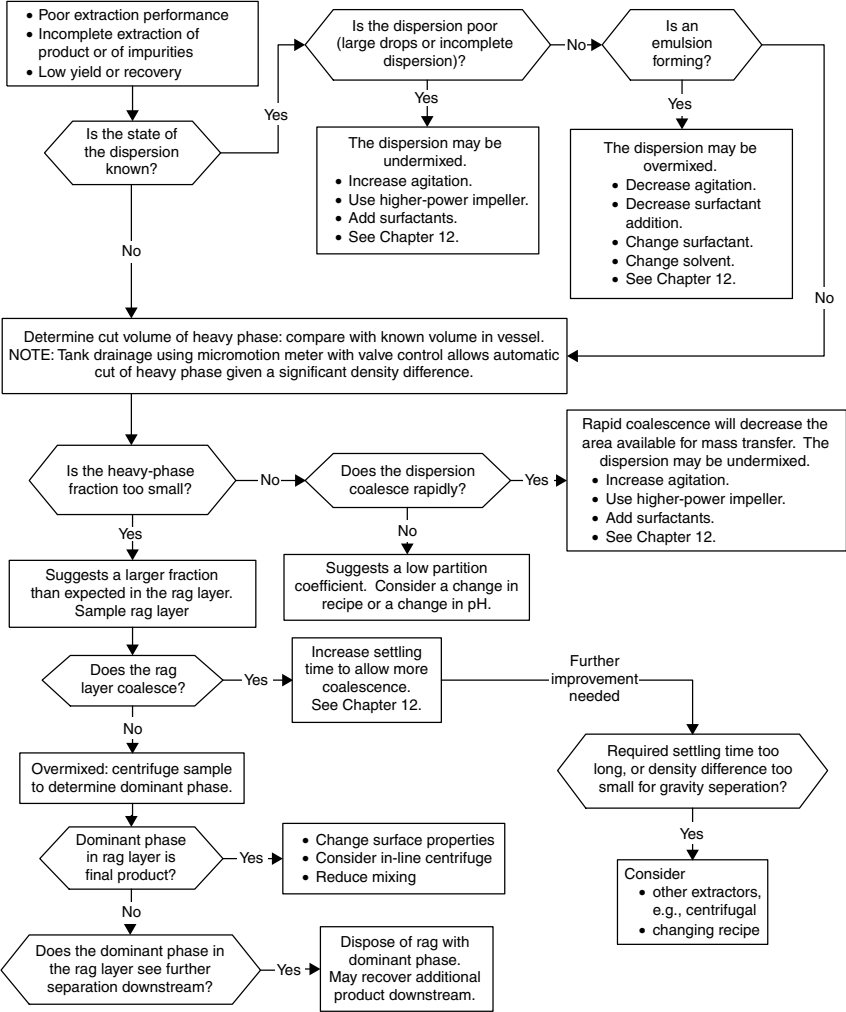 • Poor extraction performance
• Incomplete extraction of
product or of impurities
• Low yield or recovery
Is the state of
the dispersion
known?
Yes
Is the dispersion poor
(large drops or incomplete
dispersion)?
No
Is an
emulsion
forming?
Yes
The dispersion may be
undermixed.
• Increase agitation.
• Use higher-power impeller.
• Add surfactants.
• See Chapter 12.
Yes
The dispersion may be
overmixed.
• Decrease agitation.
• Decrease surfactant
addition.
• Change surfactant.
• Change solvent.
• See Chapter 12.
No
No
Determine cut volume of heavy phase: compare with known volume in vessel.
NOTE: Tank drainage using micromotion meter with valve control allows automatic
cut of heavy phase given a significant density difference.
Is the heavy-phase
fraction too small?
No
Does the dispersion
coalesce rapidly?
Yes
Rapid coalescence will decrease the
area available for mass transfer. The
dispersion may be undermixed.
• Increase agitation.
• Use higher-power impeller.
• Add surfactants.
• See Chapter 12.
Yes
No
Suggests a larger fraction
than expected in the rag layer.
Sample rag layer
Suggests a low partition
coefficient. Consider a change in
recipe or a change in pH.
Does the rag
layer coalesce?
Yes
Increase settling
time to allow more
coalescence.
See Chapter 12.
Further
improvement
needed
No
Required settling time too
long, or density difference too
small for gravity seperation?
Overmixed: centrifuge sample
to determine dominant phase.
Yes
Dominant phase
in rag layer is
final product?
Yes
• Change surface properties
• Consider in-line centrifuge
• Reduce mixing
Consider
• other extractors,
e.g., centrifugal
• changing recipe
No
Does the dominant phase in
the rag layer see further
separation downstream?
Yes
Dispose of rag with
dominant phase.
May recover additional
product downstream.